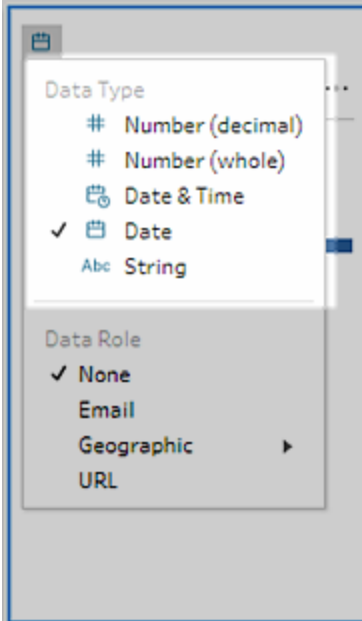 Data Type
# Number (decimal)
# Number (whole)
Date & Time
✓ Date
Abc String
Data Role
✓ None
Email
Geographic
URL